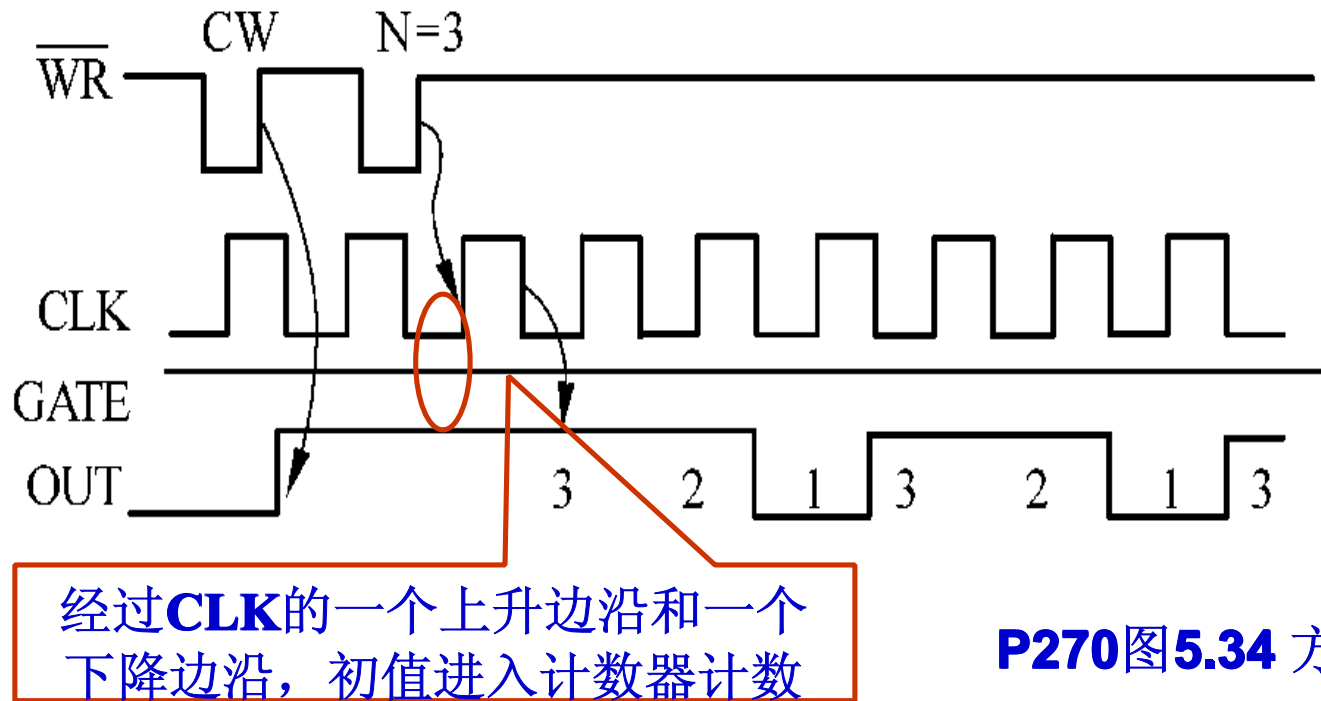 CW N=3
WR
CLK
GATE
OUT 3 2 1 3 2 1 3
经过CLK的一个上升边沿和一个
下降边沿，初值进入计数器计数
P270图5.34 方